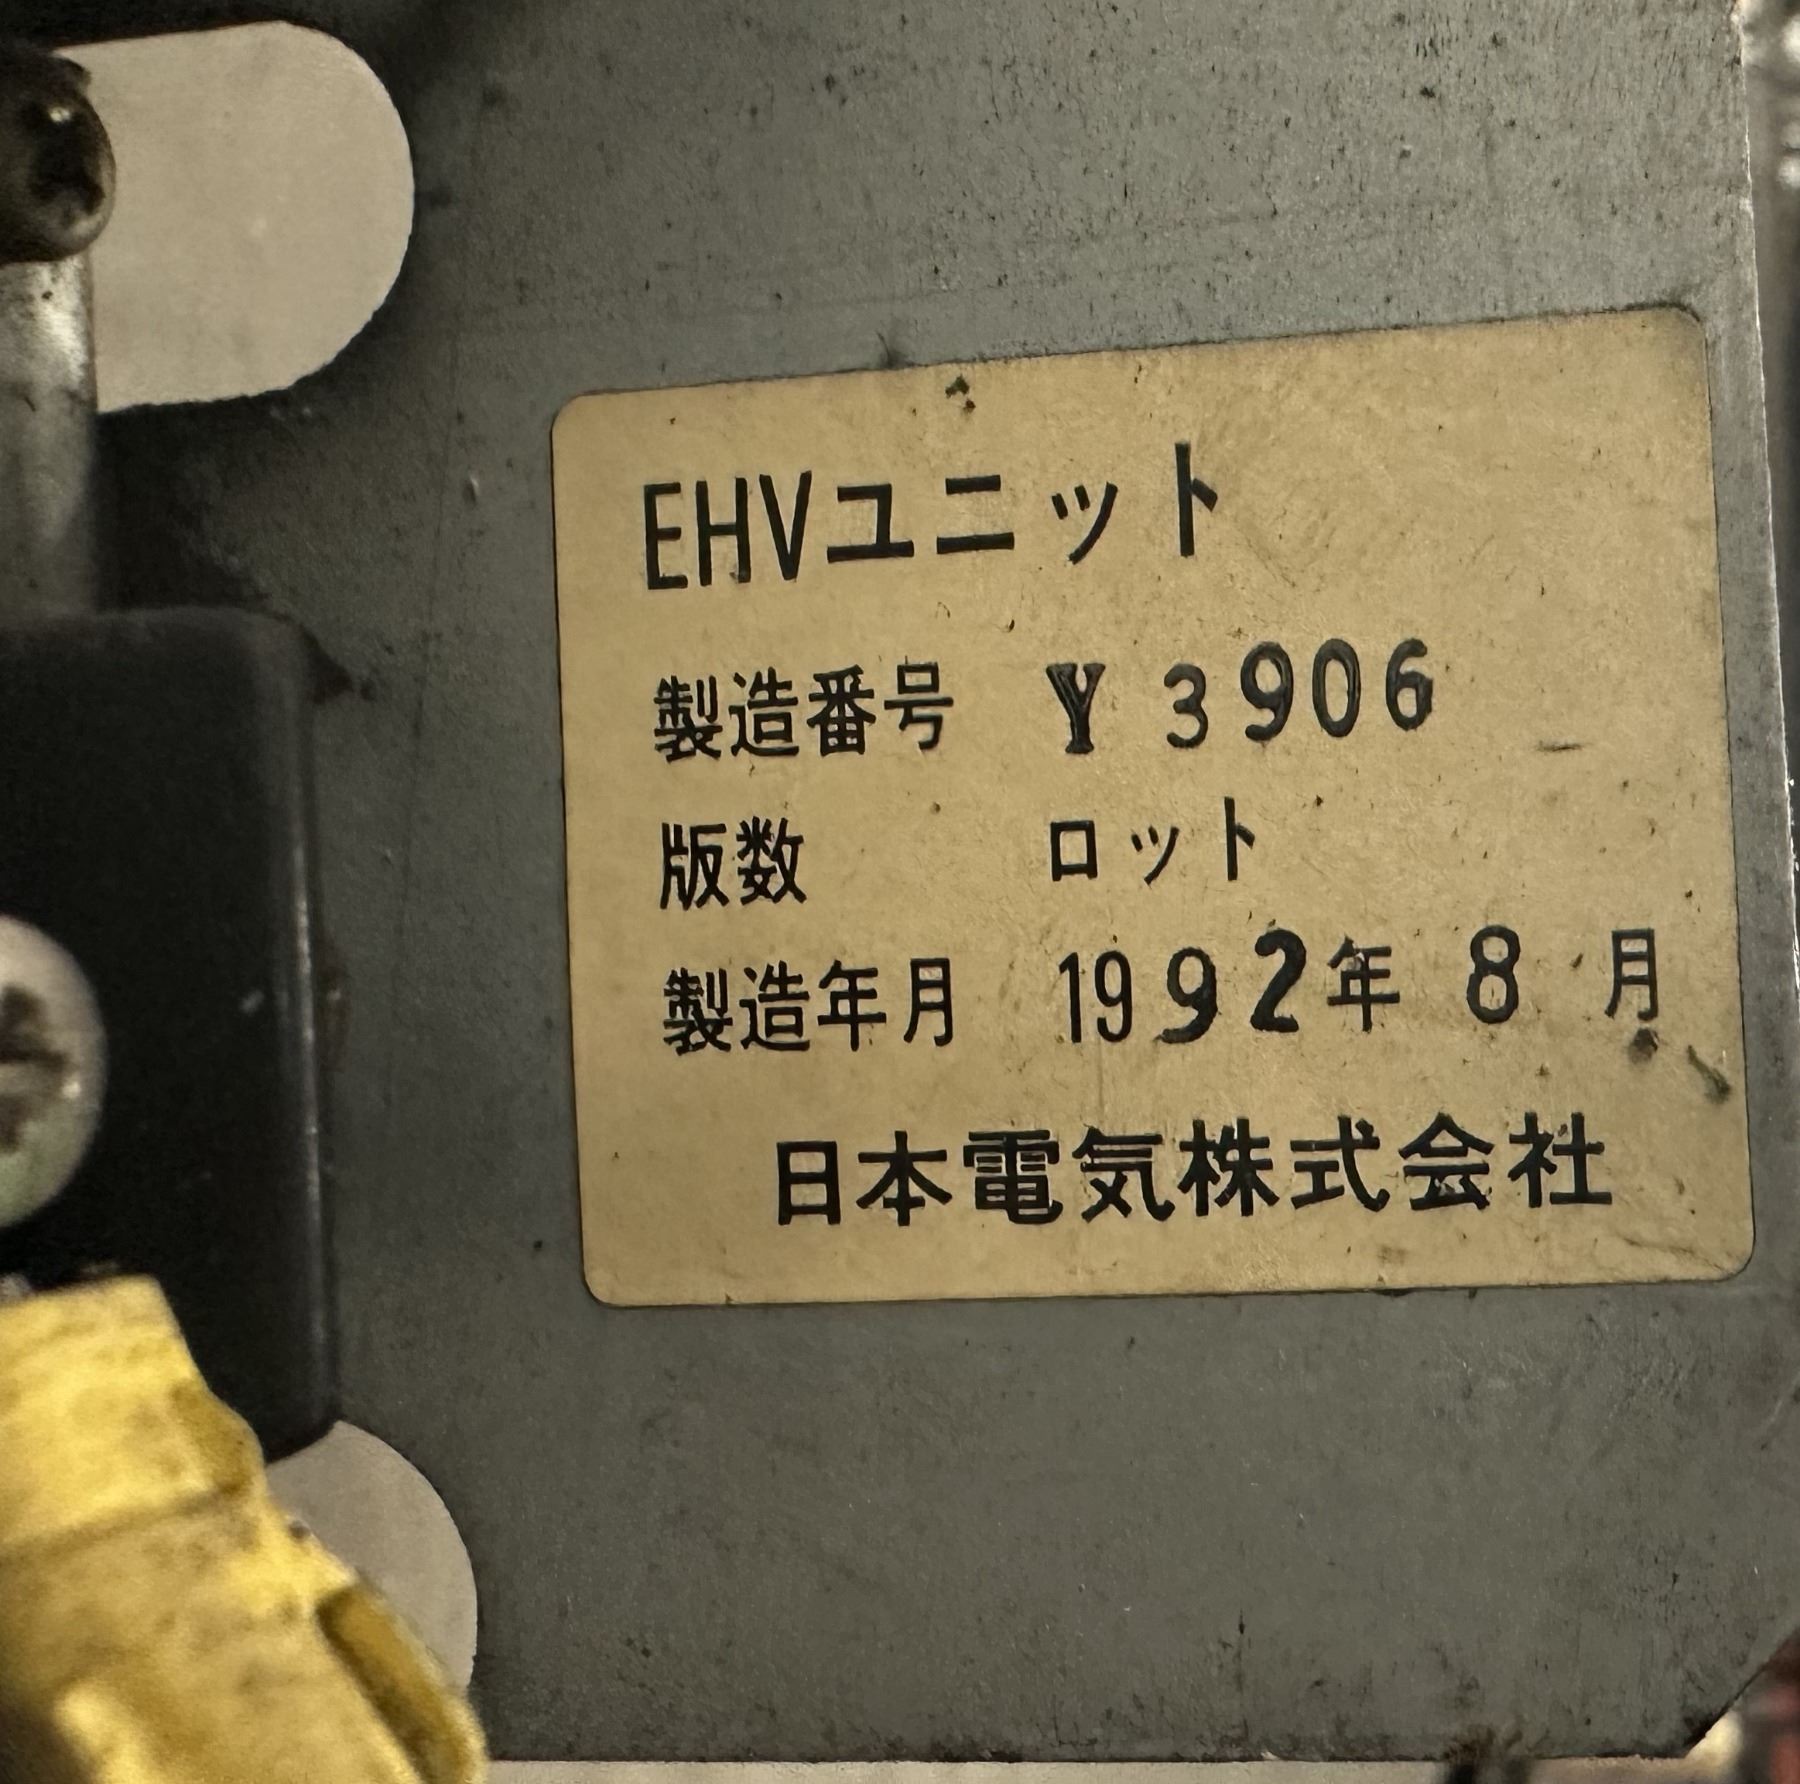 EHVユニット
製造番号 Y3906
版数 ロット
製造年月 1992年 8 月
日本電気株式会社